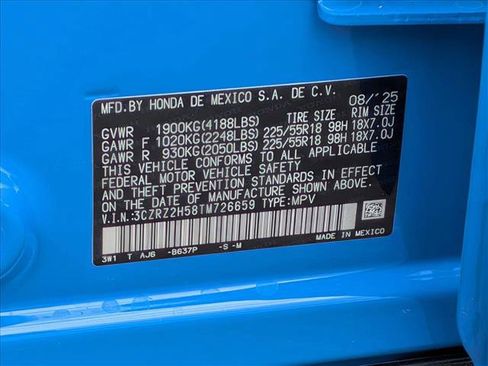 MFD. BY HONDA DE MEXICO S.A. DE C.V. 08/'25
GVWR 1900KG(4188LBS) TIRE SIZE RIM SIZE
GAWR F 1020KG(2248LBS) 225/55R18 98H 18X7.0J
GAWR R 930KG(2050LBS) 225/55R18 98H 18X7.0J
THIS VEHICLE CONFORMS TO ALL APPLICABLE
FEDERAL MOTOR VEHICLE SAFETY
AND THEFT PREVENTION STANDARDS IN EFFECT
ON THE DATE OF MANUFACTURE SHOWN ABOVE.
V.I.N:3CZRZ2H58TM726659 TYPE:MPV
3W1 T AJ6 -B637P -S -M MADE IN MEXICO